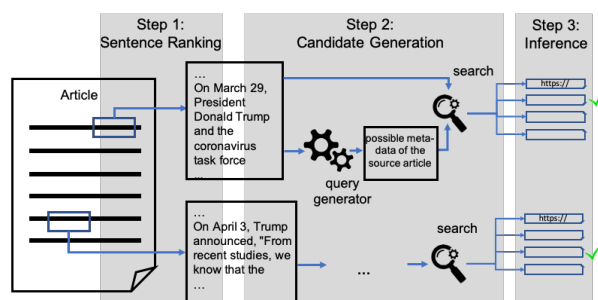 Step 1:
Sentence Ranking
Step 2:
Candidate Generation
Step 3:
Inference
Article
...
On March 29,
President
Donald Trump
and the
coronavirus
task force
...
query
generator
possible meta-
data of the
source article
search
https://
...
On April 3, Trump
announced, "From
recent studies, we
know that the
...
...
search
https://